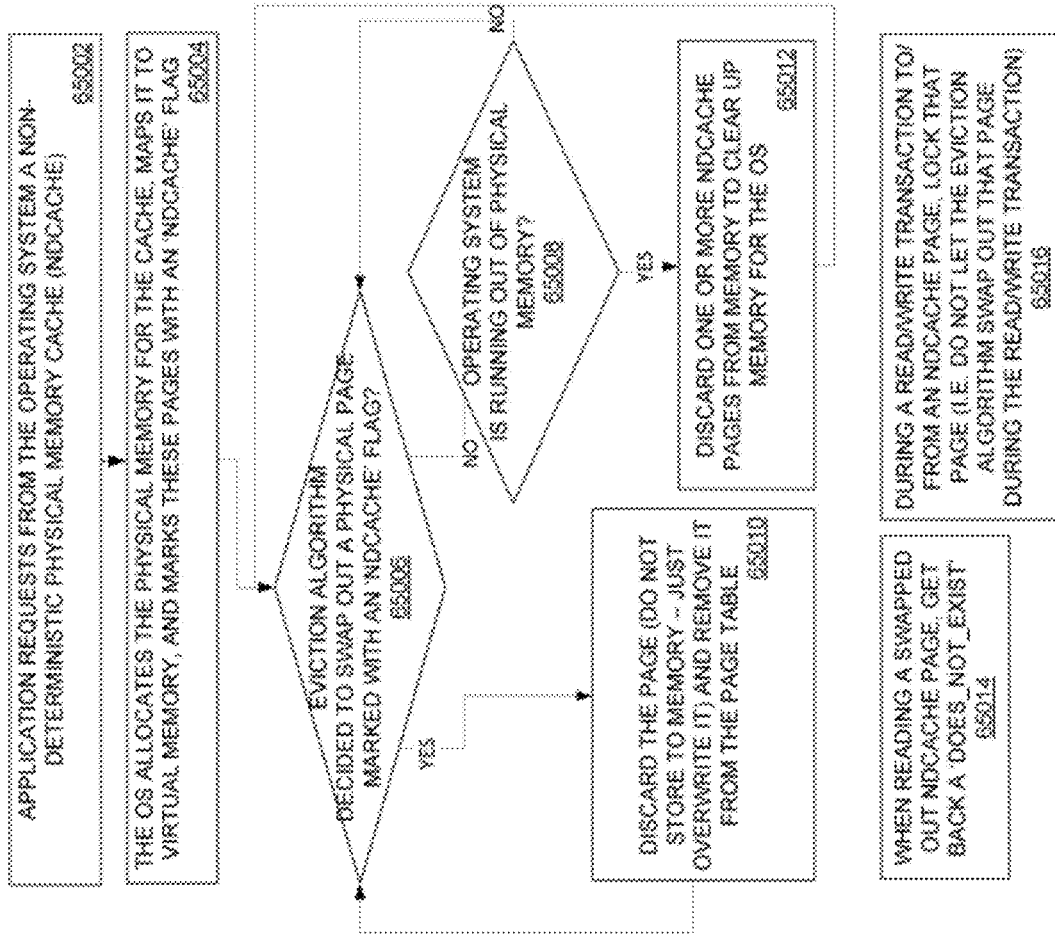 APPLICATION REQUESTS FROM THE OPERATING SYSTEM A NON-
DETERMINISTIC PHYSICAL MEMORY CACHE (NDCACHE)
65002
THE OS ALLOCATES THE PHYSICAL MEMORY FOR THE CACHE, MAPS IT TO
VIRTUAL MEMORY, AND MARKS THESE PAGES WITH AN 'NDCACHE' FLAG
65004
EVICTION ALGORITHM
DECIDED TO SWAP OUT A PHYSICAL PAGE
MARKED WITH AN 'NDCACHE' FLAG?
65006
YES
NO
OPERATING SYSTEM
IS RUNNING OUT OF PHYSICAL
MEMORY?
65008
NO
YES
DISCARD THE PAGE (DO NOT
STORE TO MEMORY – JUST
OVERWRITE IT) AND REMOVE IT
FROM THE PAGE TABLE
65010
DISCARD ONE OR MORE NDCACHE
PAGES FROM MEMORY TO CLEAR UP
MEMORY FOR THE OS
65012
WHEN READING A SWAPPED
OUT NDCACHE PAGE, GET
BACK A 'DOES_NOT_EXIST'
65014
DURING A READ/WRITE TRANSACTION TO/
FROM AN NDCACHE PAGE, LOCK THAT
PAGE (I.E. DO NOT LET THE EVICTION
ALGORITHM SWAP OUT THAT PAGE
DURING THE READ/WRITE TRANSACTION)
65016